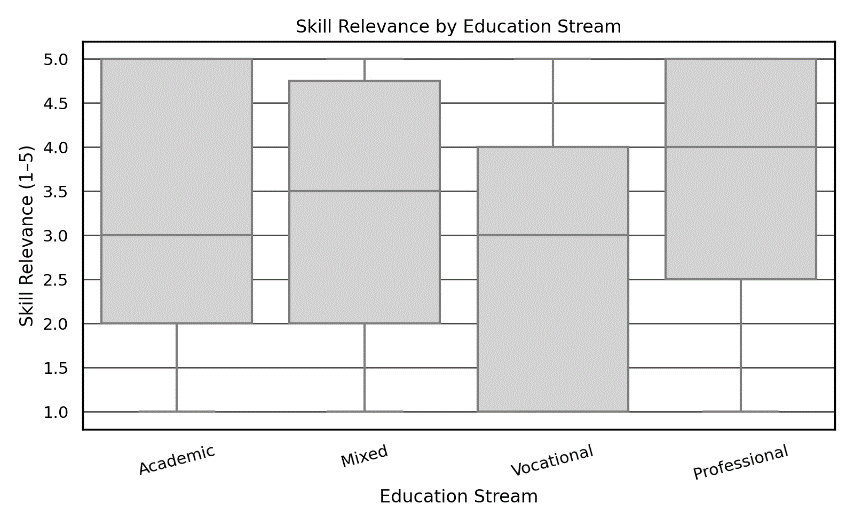 Skill Relevance by Education Stream
Skill Relevance (1–5)
5.0
4.5
4.0
3.5
3.0
2.5
2.0
1.5
1.0
Academic
Mixed
Vocational
Professional
Education Stream